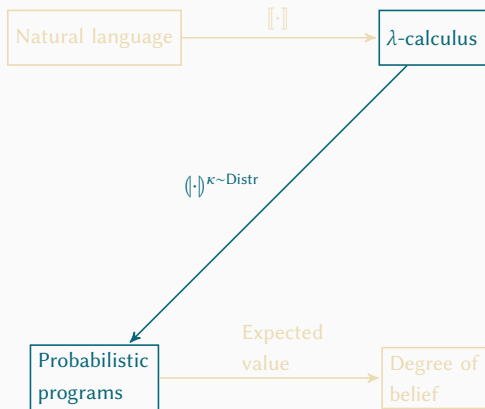 Natural language
⟦·⟧
λ-calculus
⦇·⦈^κ∼Distr
Probabilistic
programs
Expected
value
Degree of
belief